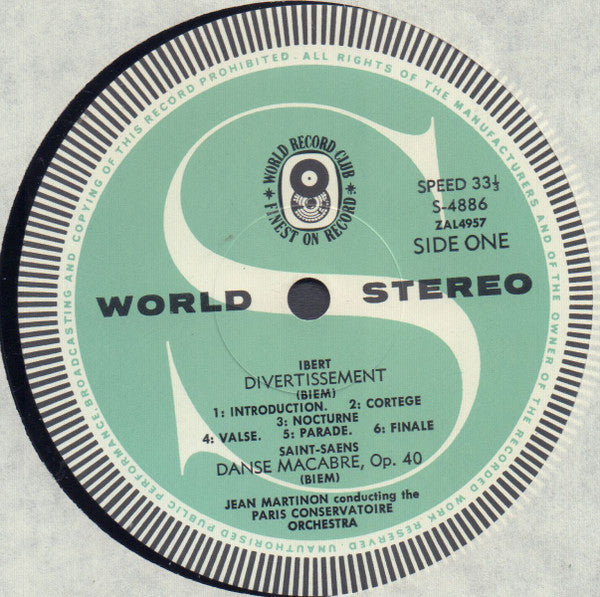 UNAUTHORISED PUBLIC PERFORMANCE BROADCASTING AND COPYING OF THIS RECORD PROHIBITED · ALL RIGHTS OF THE MANUFACTURERS AND OF THE OWNER OF THE RECORDED WORK RESERVED.
WORLD RECORD CLUB
FINEST ON RECORD
SPEED 33⅓
S-4886
ZAL4957
SIDE ONE
S
WORLD STEREO
IBERT
DIVERTISSEMENT
(BIEM)
1: INTRODUCTION. 2: CORTEGE
3: NOCTURNE
4: VALSE. 5: PARADE. 6: FINALE
SAINT-SAENS
DANSE MACABRE, Op. 40
(BIEM)
JEAN MARTINON conducting the
PARIS CONSERVATOIRE
ORCHESTRA